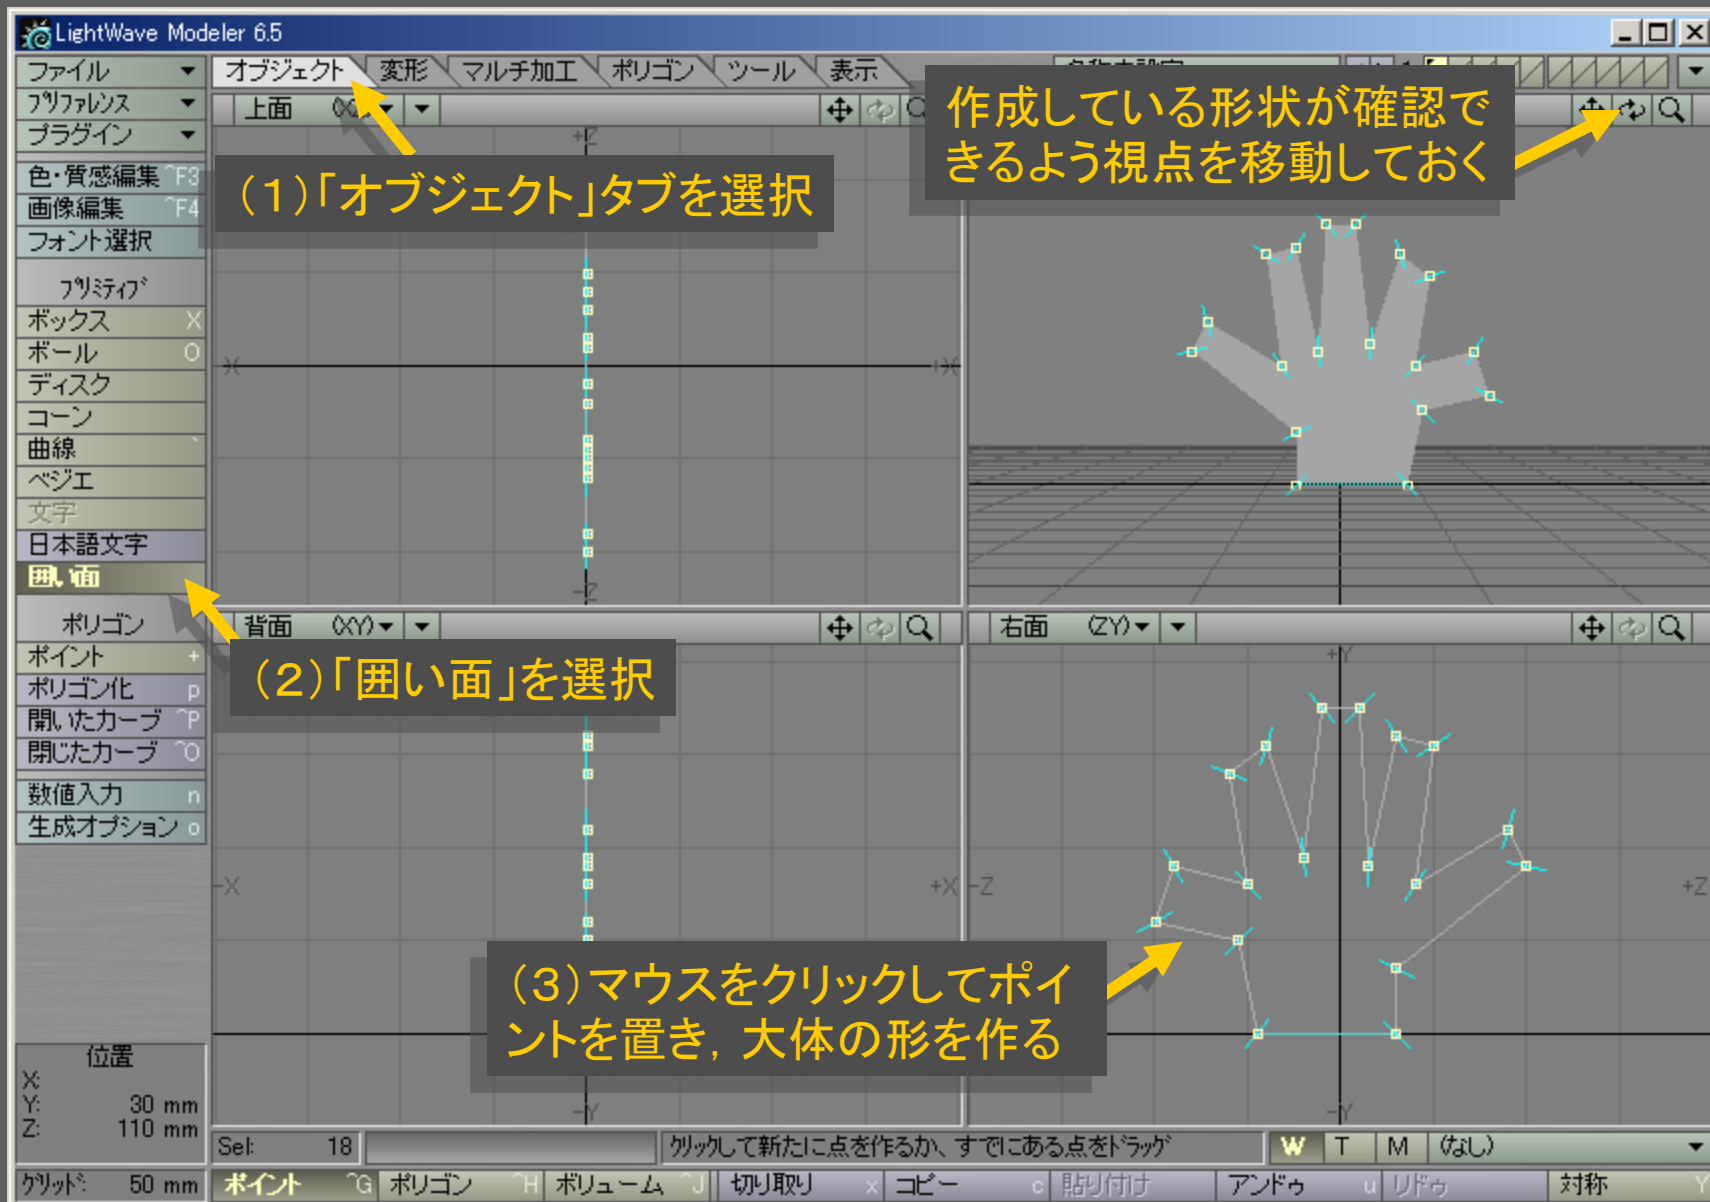 LightWave Modeler 6.5
ファイル
プリファレンス
プラグイン
色・質感編集 ^F3
画像編集 ^F4
フォント選択
プリミティブ
ボックス X
ボール O
ディスク
コーン
曲線 `
ベジエ
文字
日本語文字
囲い面
ポリゴン
ポイント +
ポリゴン化 p
開いたカーブ ^P
閉じたカーブ ^O
数値入力 n
生成オプション o
オブジェクト 変形 マルチ加工 ポリゴン ツール 表示
上面
作成している形状が確認で
きるよう視点を移動しておく
(1)「オブジェクト」タブを選択
+Z
-X +X
-Z
背面 (XY)
(2)「囲い面」を選択
-X +X
-Y
右面 (ZY)
+Y
-Z +Z
-Y
(3)マウスをクリックしてポイ
ントを置き,大体の形を作る
位置
X:
Y: 30 mm
Z: 110 mm
Sel: 18
クリックして新たに点を作るか、すでにある点をドラッグ
W T M (なし)
グリッド: 50 mm
ポイント ^G ポリゴン ^H ボリューム ^J 切り取り x コピー c 貼り付け アンドゥ u リドゥ 対称 Y